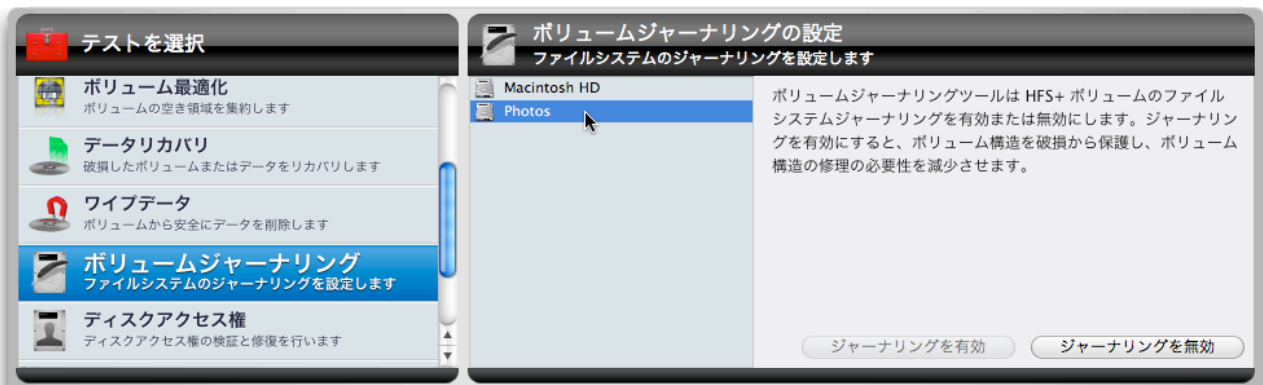 テストを選択
ボリューム最適化
ボリュームの空き領域を集約します
データリカバリ
破損したボリュームまたはデータをリカバリします
ワイプデータ
ボリュームから安全にデータを削除します
ボリュームジャーナリング
ファイルシステムのジャーナリングを設定します
ディスクアクセス権
ディスクアクセス権の検証と修復を行います
ボリュームジャーナリングの設定
ファイルシステムのジャーナリングを設定します
Macintosh HD
Photos
ボリュームジャーナリングツールは HFS+ ボリュームのファイル
システムジャーナリングを有効または無効にします。ジャーナリン
グを有効にすると、ボリューム構造を破損から保護し、ボリューム
構造の修理の必要性を減少させます。
ジャーナリングを有効
ジャーナリングを無効